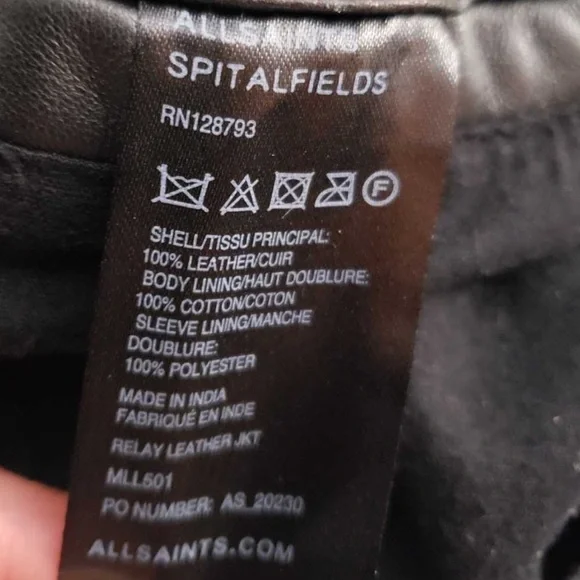 ALLSAINTS
SPITALFIELDS
RN128793
F
SHELL/TISSU PRINCIPAL:
100% LEATHER/CUIR
BODY LINING/HAUT DOUBLURE:
100% COTTON/COTON
SLEEVE LINING/MANCHE
DOUBLURE:
100% POLYESTER
MADE IN INDIA
FABRIQUÉ EN INDE
RELAY LEATHER JKT
MLL501
PO NUMBER: AS_20230
ALLSAINTS.COM